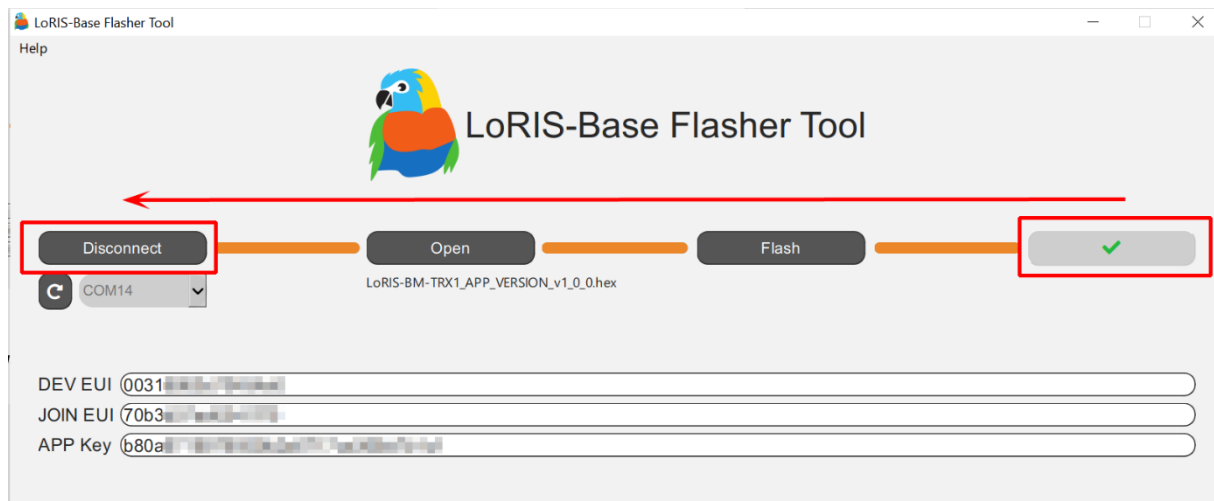 LoRIS-Base Flasher Tool
Help
LoRIS-Base Flasher Tool
Disconnect
Open
Flash
COM14
LoRIS-BM-TRX1_APP_VERSION_v1_0_0.hex
DEV EUI 0031
JOIN EUI 70b3
APP Key b80a